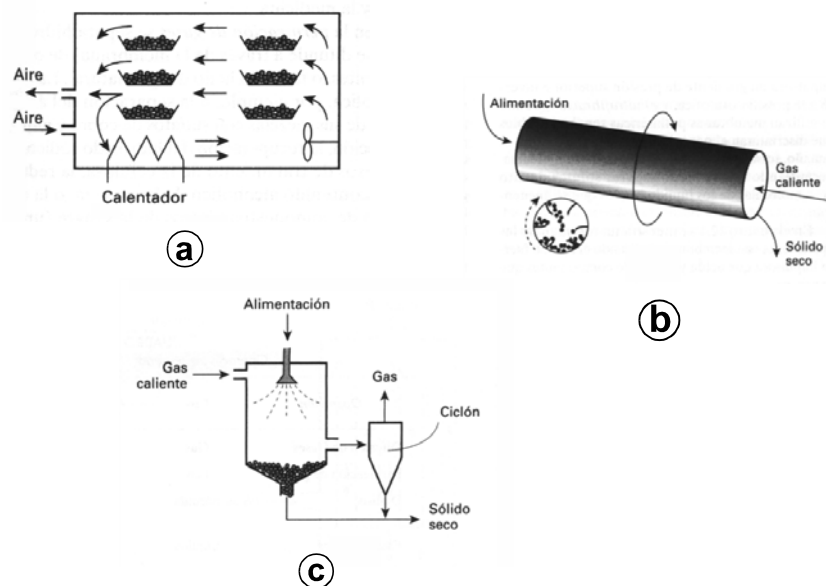 Aire
Aire
Calentador
a
Alimentación
Gas
caliente
Sólido
seco
b
Alimentación
Gas
caliente
Gas
Ciclón
Sólido
seco
c